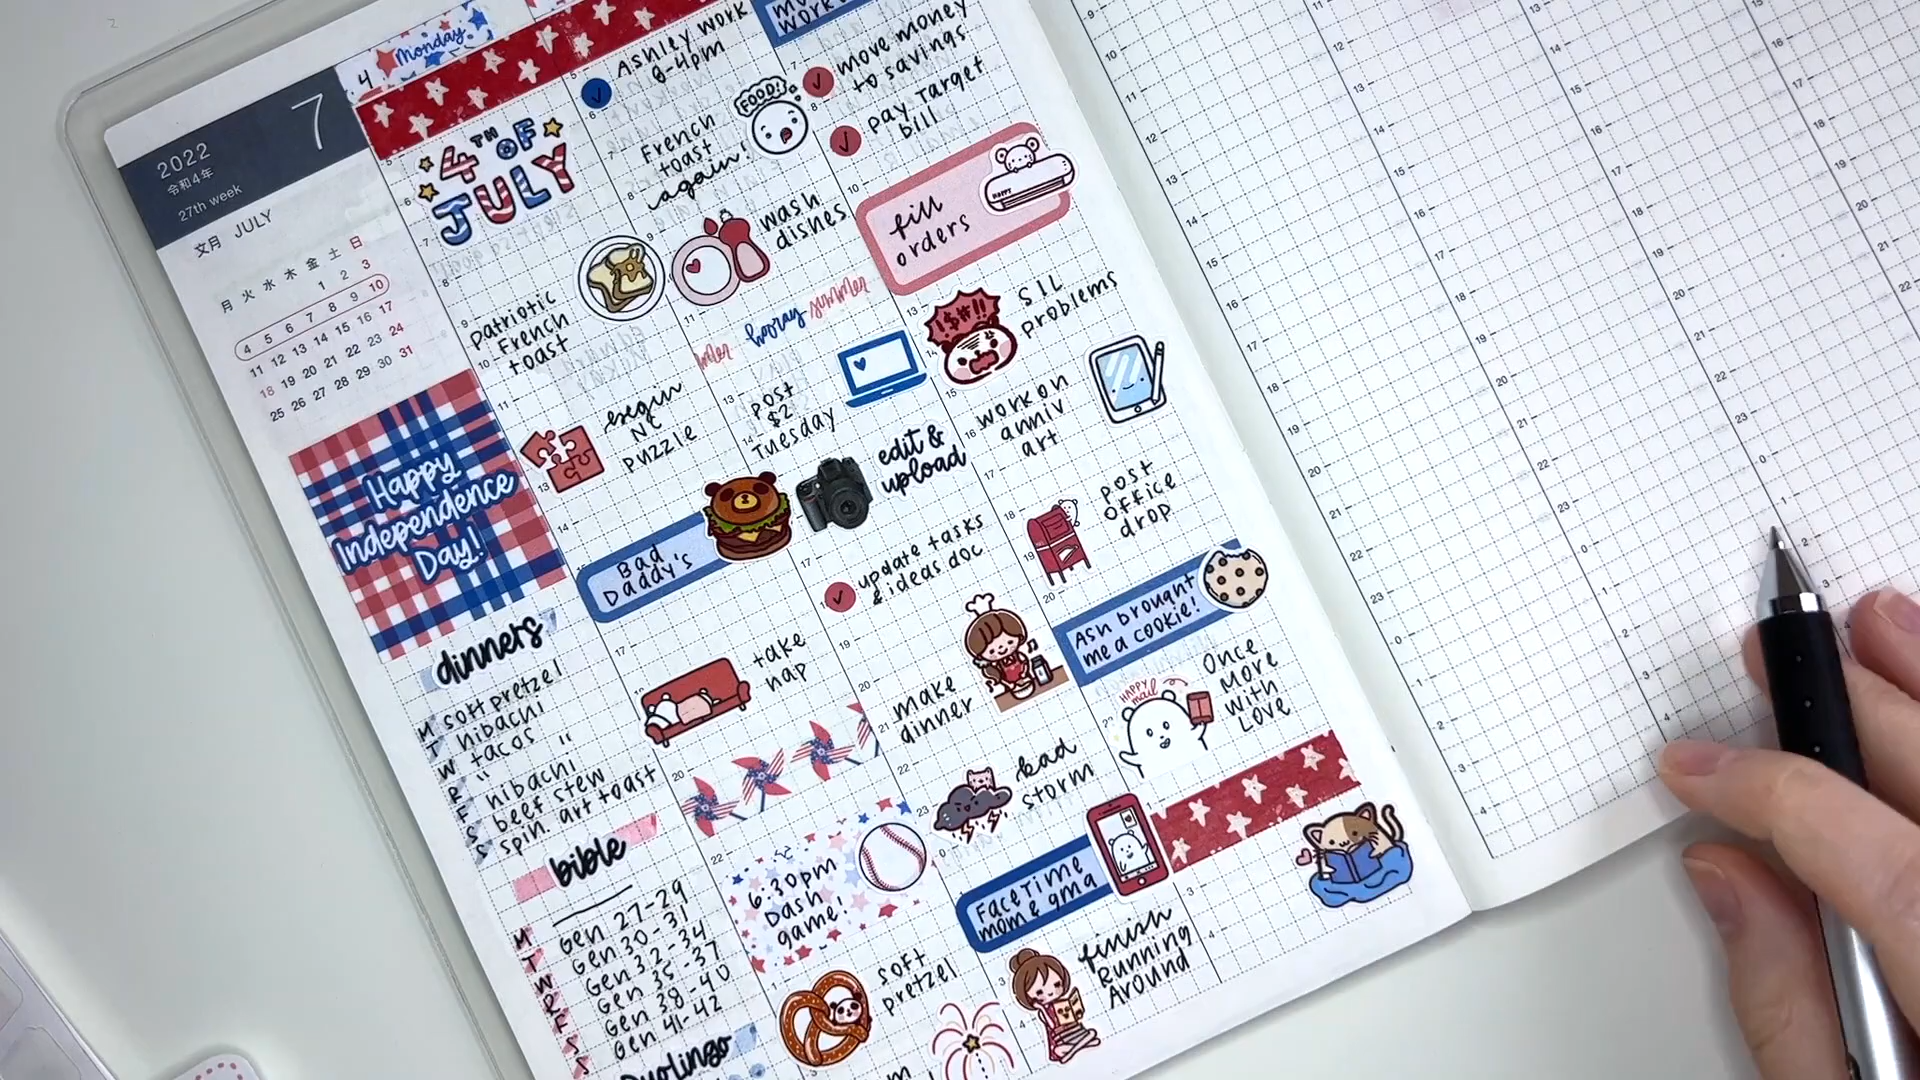 7
2022
令和4年
27th week
文月 JULY
月 火 水 木 金 土 日
1 2 3
4 5 6 7 8 9 10
11 12 13 14 15 16 17
18 19 20 21 22 23 24
25 26 27 28 29 30 31
Happy
Independence
Day!
dinners
M soft pretzel
T hibachi
W tacos
R " "
F hibachi
S beef stew
S spin. art toast
bible
M
T Gen 27-29
W Gen 30-31
R Gen 32-34
F Gen 35-37
S Gen 38-40
S Gen 41-42
Duolingo
4 Monday
4TH OF
JULY
patriotic
French
toast
begin
NC
puzzle
Bad
Daddy's
take
nap
6:30pm
Dash
game!
soft
pretzel
Ashley work
8-4pm
FOOD!
French
toast
again!
wash
dishes
hooray summer
post
$2
Tuesday
edit &
upload
update tasks
& ideas doc
make
dinner
bad
storm
FaceTime
mom & gma
finish
Running
Around
work
move money
to savings
pay Target
bill
HAPPY
fill
orders
!$#!!
SIL
problems
work on
anniv
art
post
office
drop
Ash brought
me a cookie!
HAPPY
mail
Once
More
With
Love